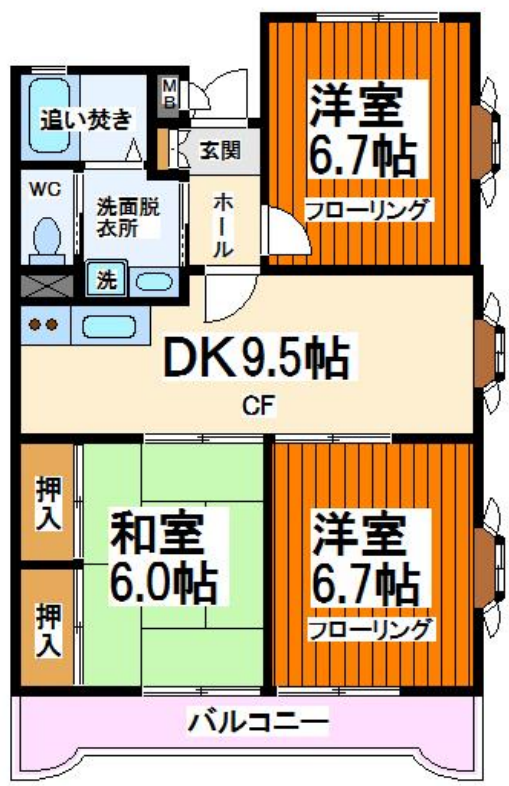 洋室
6.7帖
フローリング
MB
追い焚き
玄関
WC
洗面脱
衣所
ホール
洗
DK9.5帖
CF
押入
和室
6.0帖
洋室
6.7帖
フローリング
押入
バルコニー